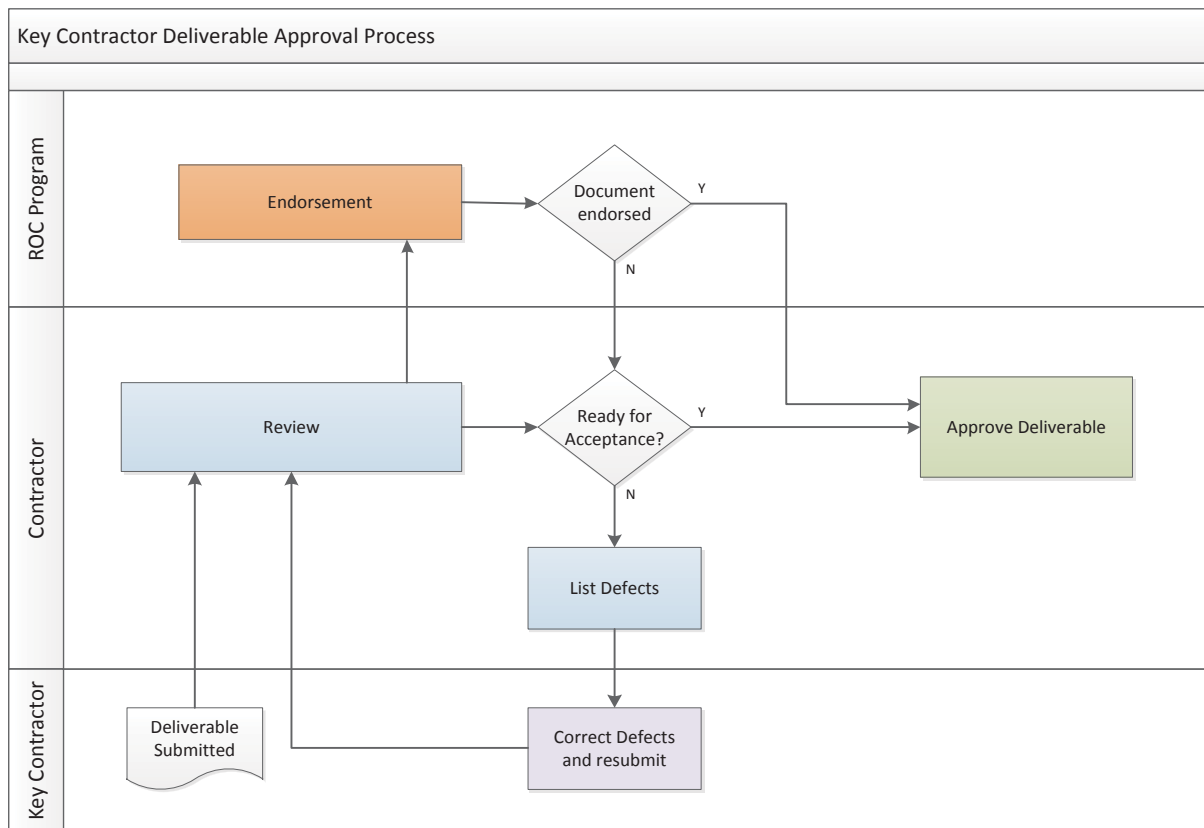 Key Contractor Deliverable Approval Process
ROC Program
Endorsement
Document
endorsed
Y
N
Contractor
Review
Ready for
Acceptance?
Y
N
Approve Deliverable
List Defects
Key Contractor
Deliverable
Submitted
Correct Defects
and resubmit